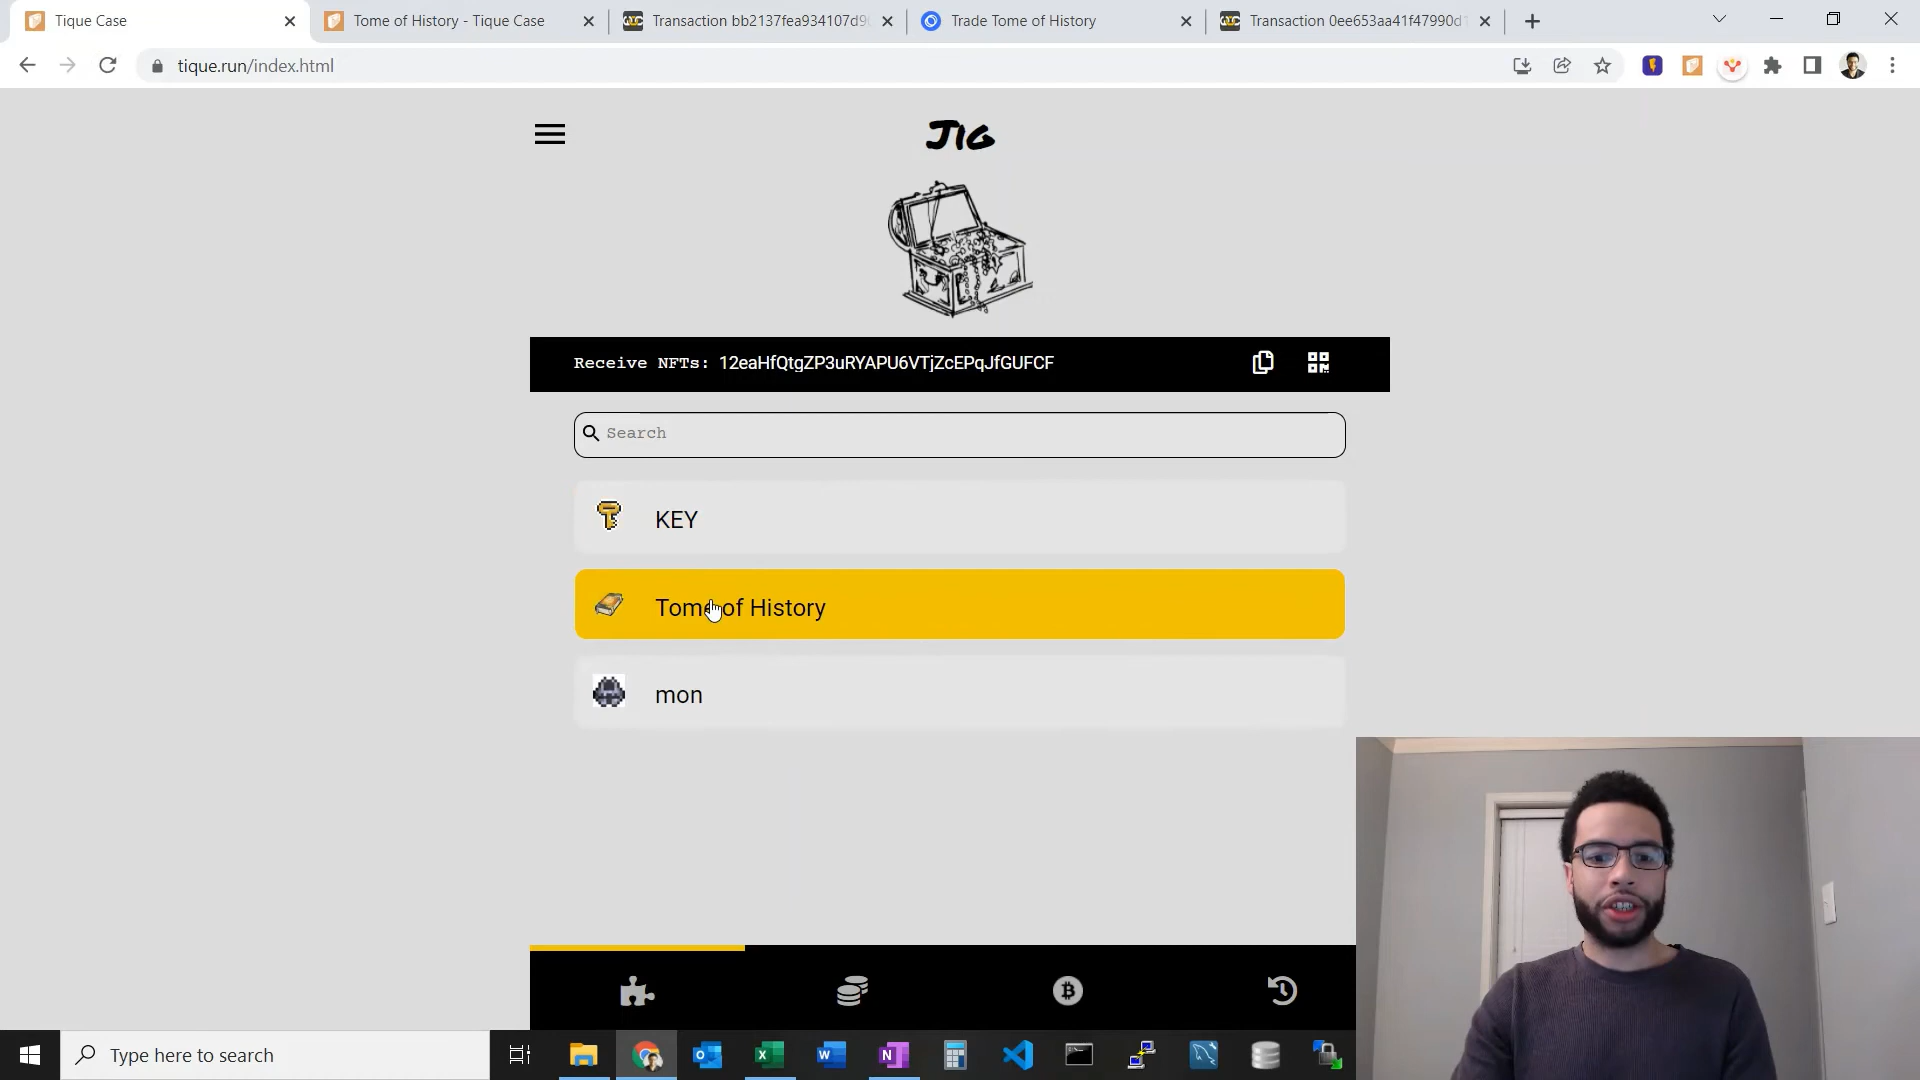 Tique Case
Tome of History - Tique Case
Transaction bb2137fea934107d9
Trade Tome of History
Transaction 0ee653aa41f47990d1
tique.run/index.html
JIG
Receive NFTs: 12eaHfQtgZP3uRYAPU6VTjZcEPqJfGUFCF
Search
KEY
Tome of History
mon
Type here to search